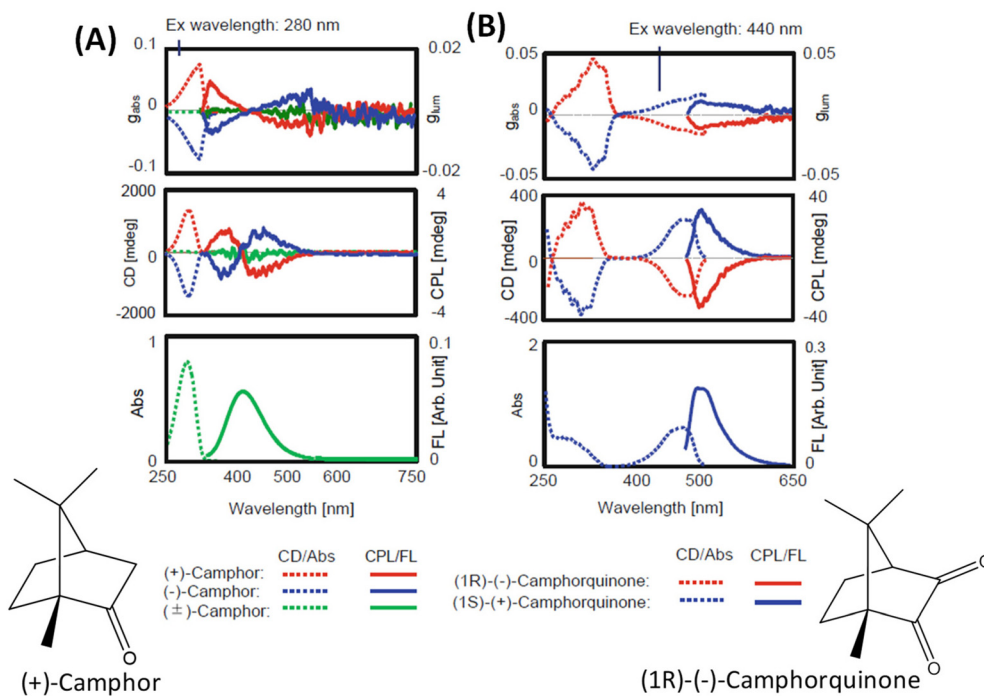 (A)
Ex wavelength: 280 nm
0.1
0
-0.1
g_abs
0.02
-0.02
g_lum
2000
0
-2000
CD [mdeg]
4
-4
CPL [mdeg]
1
0
Abs
0.1
0
FL [Arb. Unit]
250 400 500 600 750
Wavelength [nm]
CD/Abs CPL/FL
(+)-Camphor:
(-)-Camphor:
(±)-Camphor:
O
(+)-Camphor
(B)
Ex wavelength: 440 nm
0.05
0
-0.05
g_abs
0.05
0.05
g_lum
400
0
-400
CD [mdeg]
40
-40
CPL [mdeg]
2
0
Abs
0.3
0
FL [Arb. Unit]
250 400 500 650
Wavelength [nm]
CD/Abs CPL/FL
(1R)-(-)-Camphorquinone:
(1S)-(+)-Camphorquinone:
O
O
(1R)-(-)-Camphorquinone